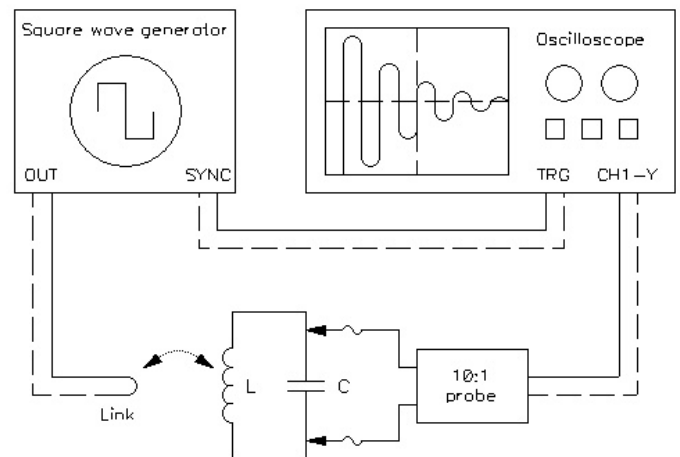 Square wave generator
Oscilloscope
OUT
SYNC
TRG
CH1-Y
Link
L
C
10:1
probe